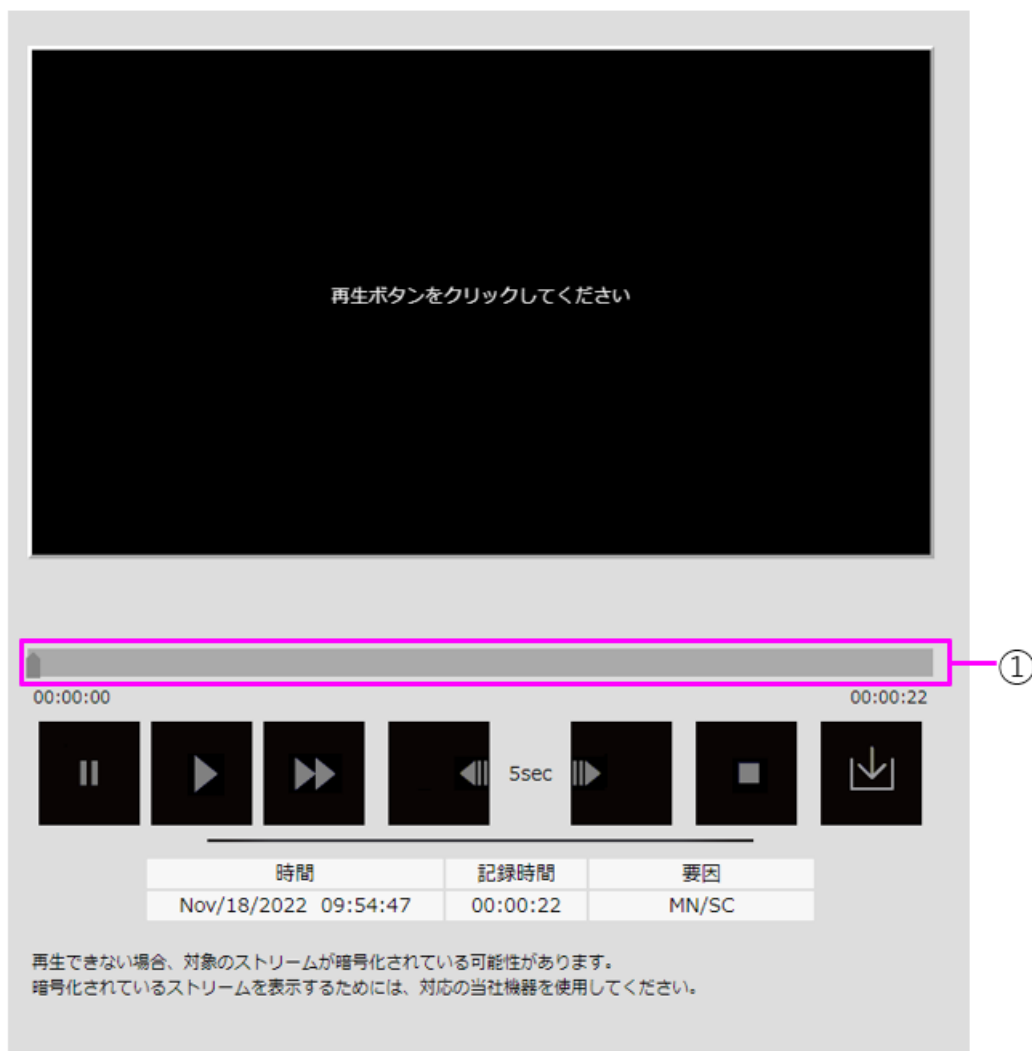 再生ボタンをクリックしてください
①
00:00:00 00:00:22
5sec
時間 記録時間 要因
Nov/18/2022 09:54:47 00:00:22 MN/SC
再生できない場合、対象のストリームが暗号化されている可能性があります。
暗号化されているストリームを表示するためには、対応の当社機器を使用してください。